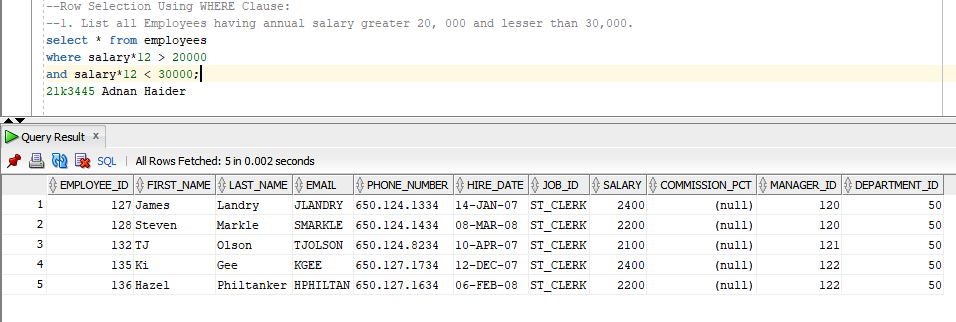 --Row Selection Using WHERE Clause:
--1. List all Employees having annual salary greater 20, 000 and lesser than 30,000.
select * from employees
where salary*12 > 20000
and salary*12 < 30000;
21k3445 Adnan Haider
Query Result x
SQL | All Rows Fetched: 5 in 0.002 seconds
EMPLOYEE_ID FIRST_NAME LAST_NAME EMAIL PHONE_NUMBER HIRE_DATE JOB_ID SALARY COMMISSION_PCT MANAGER_ID DEPARTMENT_ID
1 127 James Landry JLANDRY 650.124.1334 14-JAN-07 ST_CLERK 2400 (null) 120 50
2 128 Steven Markle SMARKLE 650.124.1434 08-MAR-08 ST_CLERK 2200 (null) 120 50
3 132 TJ Olson TJOLSON 650.124.8234 10-APR-07 ST_CLERK 2100 (null) 121 50
4 135 Ki Gee KGEE 650.127.1734 12-DEC-07 ST_CLERK 2400 (null) 122 50
5 136 Hazel Philtanker HPHILTAN 650.127.1634 06-FEB-08 ST_CLERK 2200 (null) 122 50